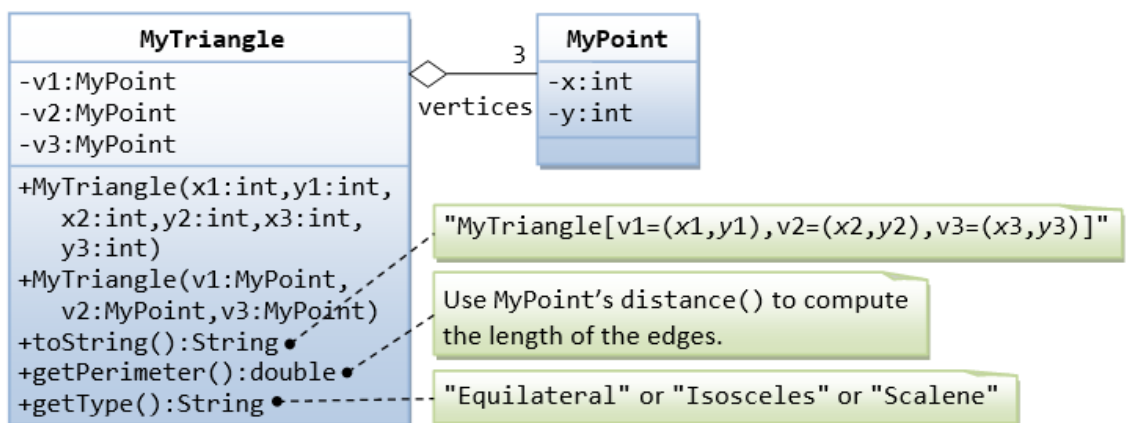 MyTriangle
-v1:MyPoint
-v2:MyPoint
-v3:MyPoint
+MyTriangle(x1:int,y1:int,
x2:int,y2:int,x3:int,
y3:int)
+MyTriangle(v1:MyPoint,
v2:MyPoint,v3:MyPoint)
+toString():String
+getPerimeter():double
+getType():String
3
vertices
MyPoint
-x:int
-y:int
"MyTriangle[v1=(x1,y1),v2=(x2,y2),v3=(x3,y3)]"
Use MyPoint’s distance() to compute
the length of the edges.
"Equilateral" or "Isosceles" or "Scalene"